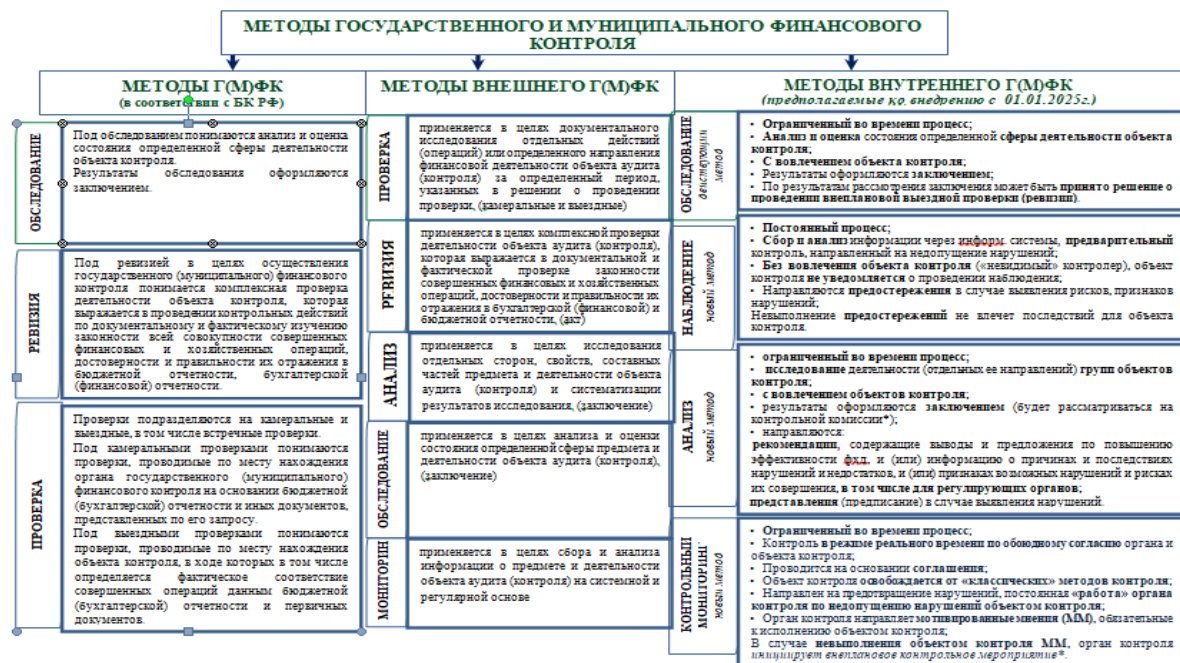 МЕТОДЫ ГОСУДАРСТВЕННОГО И МУНИЦИПАЛЬНОГО ФИНАНСОВОГО
КОНТРОЛЯ
МЕТОДЫ Г(М)ФК
(в соответствии с БК РФ)
ОБСЛЕДОВАНИЕ
Под обследованием понимаются анализ и оценка
состояния определенной сферы деятельности
объекта контроля.
Результаты обследования оформляются
заключением.
РЕВИЗИЯ
Под ревизией в целях осуществления
государственного (муниципального) финансового
контроля понимается комплексная проверка
деятельности объекта контроля, которая
выражается в проведении контрольных действий
по документальному и фактическому изучению
законности всей совокупности совершенных
финансовых и хозяйственных операций,
достоверности и правильности их отражения в
бюджетной отчетности, бухгалтерской
(финансовой) отчетности.
ПРОВЕРКА
Проверки подразделяются на камеральные и
выездные, в том числе встречные проверки.
Под камеральными проверками понимаются
проверки, проводимые по месту нахождения
органа государственного (муниципального)
финансового контроля на основании бюджетной
(бухгалтерской) отчетности и иных документов,
представленных по его запросу.
Под выездными проверками понимаются
проверки, проводимые по месту нахождения
объекта контроля, в ходе которых в том числе
определяется фактическое соответствие
совершенных операций данным бюджетной
(бухгалтерской) отчетности и первичных
документов.
МЕТОДЫ ВНЕШНЕГО Г(М)ФК
ПРОВЕРКА
применяется в целях документального
исследования отдельных действий
(операций) или определенного направления
финансовой деятельности объекта аудита
(контроля) за определенный период,
указанных в решении о проведении
проверки, (камеральные и выездные)
РЕВИЗИЯ
применяется в целях комплексной проверки
деятельности объекта аудита (контроля),
которая выражается в документальной и
фактической проверке законности
совершенных финансовых и хозяйственных
операций, достоверности и правильности их
отражения в бухгалтерской (финансовой) и
бюджетной отчетности, (акт)
АНАЛИЗ
применяется в целях исследования
отдельных сторон, свойств, составных
частей предмета и деятельности объекта
аудита (контроля) и систематизации
результатов исследования, (заключение)
ОБСЛЕДОВАНИЕ
применяется в целях анализа и оценки
состояния определенной сферы предмета и
деятельности объекта аудита (контроля),
(заключение)
МОНИТОРИН
применяется в целях сбора и анализа
информации о предмете и деятельности
объекта аудита (контроля) на системной и
регулярной основе
МЕТОДЫ ВНУТРЕННЕГО Г(М)ФК
(предполагаемые ко внедрению с 01.01.2025г.)
ОБСЛЕДОВАНИЕ
действующий
метод
• Ограниченный во времени процесс;
• Анализ и оценка состояния определенной сферы деятельности объекта
контроля;
• С вовлечением объекта контроля;
• Результаты оформляются заключением;
• По результатам рассмотрения заключения может быть принято решение о
проведении внеплановой выездной проверки (ревизии).
НАБЛЮДЕНИЕ
новый метод
• Постоянный процесс;
• Сбор и анализ информации через информ. системы, предварительный
контроль, направленный на недопущение нарушений;
• Без вовлечения объекта контроля («невидимый» контролер), объект
контроля не уведомляется о проведении наблюдения;
• Направляются предостережения в случае выявления рисков, признаков
нарушений;
Невыполнение предостережений не влечет последствий для объекта
контроля.
АНАЛИЗ
новый метод
• ограниченный во времени процесс;
• исследование деятельности (отдельных ее направлений) групп объектов
контроля;
• с вовлечением объектов контроля;
• результаты оформляются заключением (будет рассматриваться на
контрольной комиссии*);
• направляются:
рекомендации, содержащие выводы и предложения по повышению
эффективности фхд, и (или) информацию о причинах и последствиях
нарушений и недостатков, и (или) признаках возможных нарушений и рисках
их совершения, в том числе для регулирующих органов;
представления (предписание) в случае выявления нарушений.
КОНТРОЛЬНЫЙ
МОНИТОРИНГ
новый метод
• Ограниченный во времени процесс;
• Контроль в режиме реального времени по обоюдному согласию органа и
объекта контроля;
• Проводится на основании соглашения;
• Объект контроля освобождается от «классических» методов контроля;
• Направлен на предотвращение нарушений, постоянная «работа» органа
контроля по недопущению нарушений объектом контроля;
• Орган контроля направляет мотивированные мнения (ММ), обязательные
к исполнению объектом контроля;
В случае невыполнения объектом контроля ММ, орган контроля
инициирует внеплановое контрольное мероприятие*.